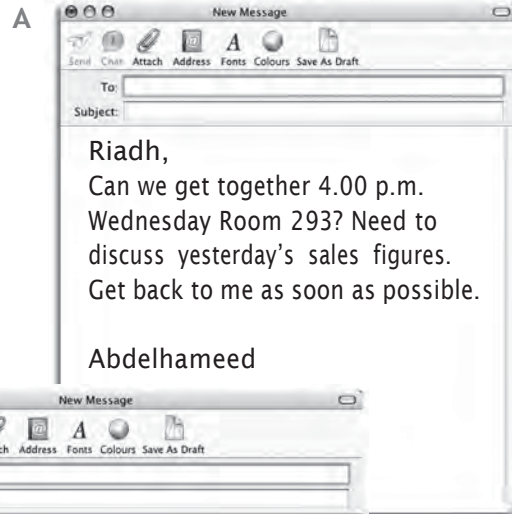 A
New Message
Send Chat Attach Address Fonts Colours Save As Draft
To:
Subject:
Riadh,
Can we get together 4.00 p.m.
Wednesday Room 293? Need to
discuss yesterday's sales figures.
Get back to me as soon as possible.
Abdelhameed
New Message
Address Fonts Colours Save As Draft